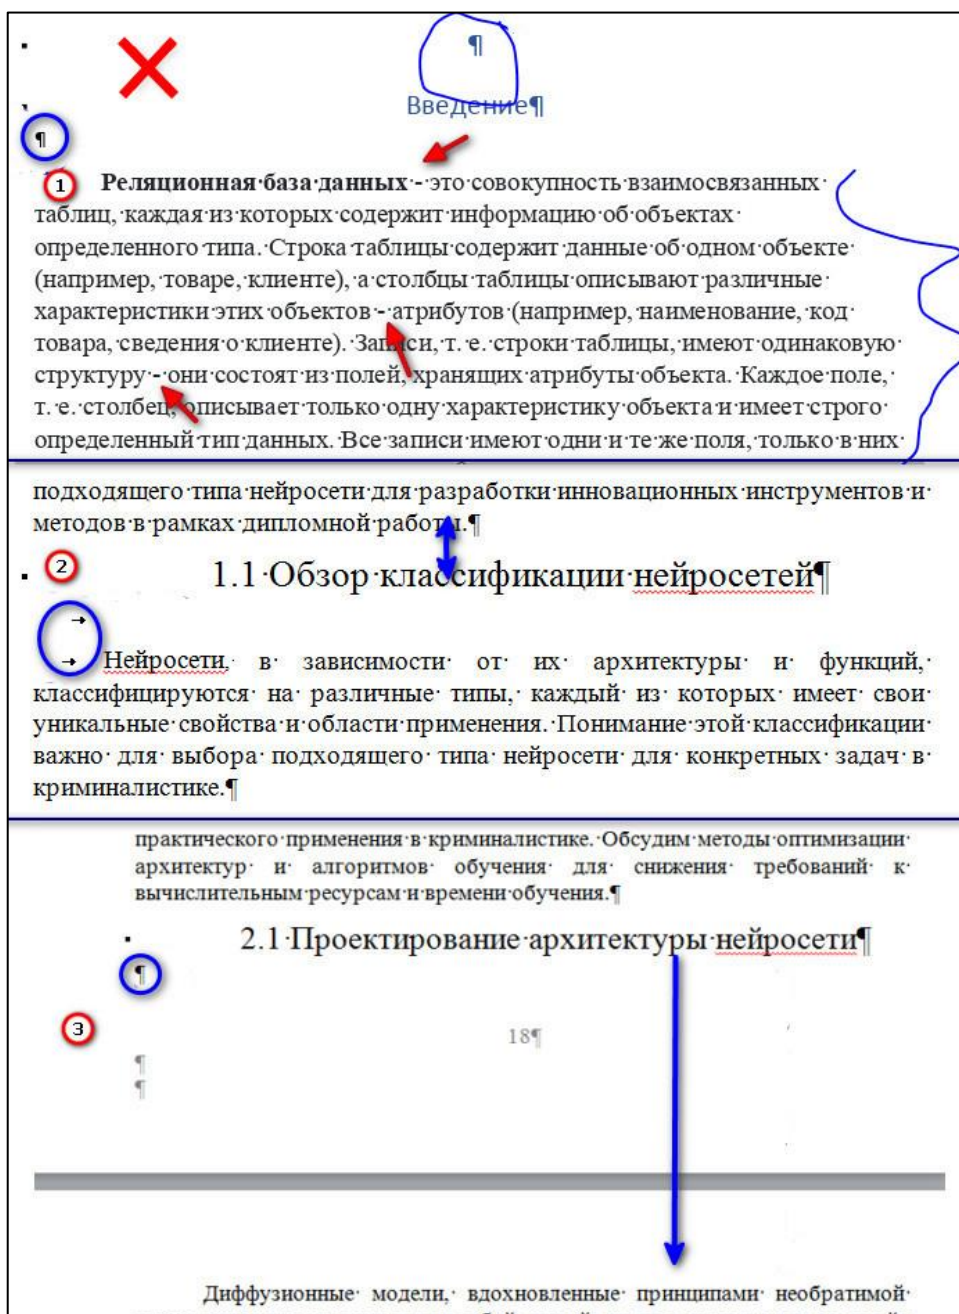 ¶
Введение¶
¶
1
Реляционная база данных - это совокупность взаимосвязанных
таблиц, каждая из которых содержит информацию об объектах
определенного типа. Строка таблицы содержит данные об одном объекте
(например, товаре, клиенте), а столбцы таблицы описывают различные
характеристики этих объектов - атрибутов (например, наименование, код
товара, сведения о клиенте). Записи, т. е. строки таблицы, имеют одинаковую
структуру - они состоят из полей, хранящих атрибуты объекта. Каждое поле,
т. е. столбец, описывает только одну характеристику объекта и имеет строго
определенный тип данных. Все записи имеют одни и те же поля, только в них
подходящего типа нейросети для разработки инновационных инструментов и
методов в рамках дипломной работы.¶
2
1.1 Обзор классификации нейросетей¶
Нейросети, в зависимости от их архитектуры и функций,
классифицируются на различные типы, каждый из которых имеет свои
уникальные свойства и области применения. Понимание этой классификации
важно для выбора подходящего типа нейросети для конкретных задач в
криминалистике.¶
практического применения в криминалистике. Обсудим методы оптимизации
архитектур и алгоритмов обучения для снижения требований к
вычислительным ресурсам и времени обучения.¶
2.1 Проектирование архитектуры нейросети¶
¶
3
18¶
¶
¶
Диффузионные модели, вдохновленные принципами необратимой